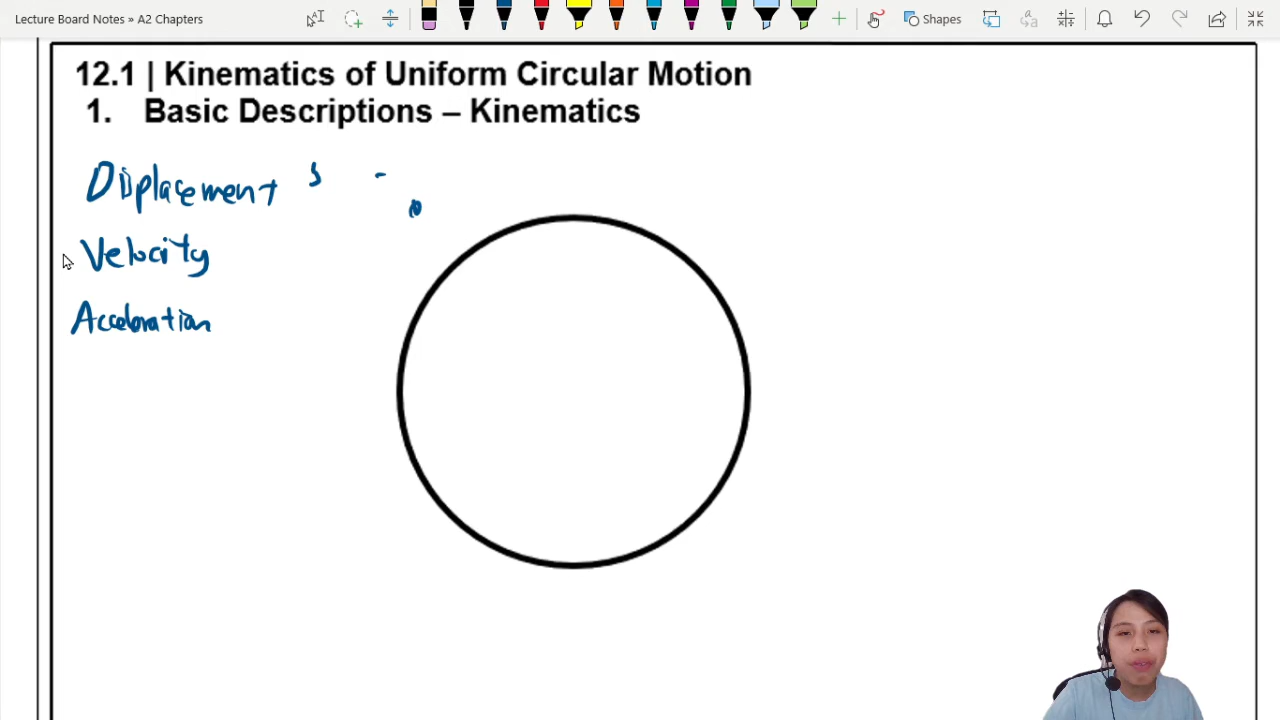 Lecture Board Notes » A2 Chapters
Shapes
12.1 | Kinematics of Uniform Circular Motion
1. Basic Descriptions – Kinematics
Displacement s
Velocity
Acceleration